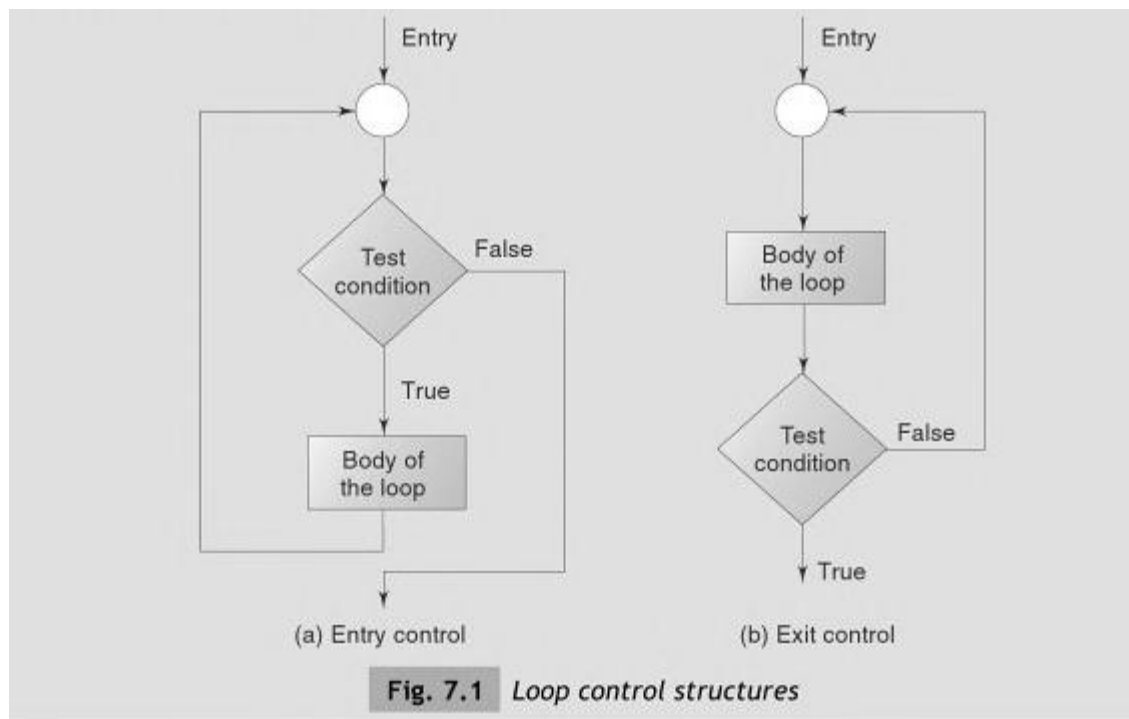 Entry
Test
condition
False
True
Body of
the loop
(a) Entry control
Entry
Body of
the loop
Test
condition
False
True
(b) Exit control
Fig. 7.1 Loop control structures